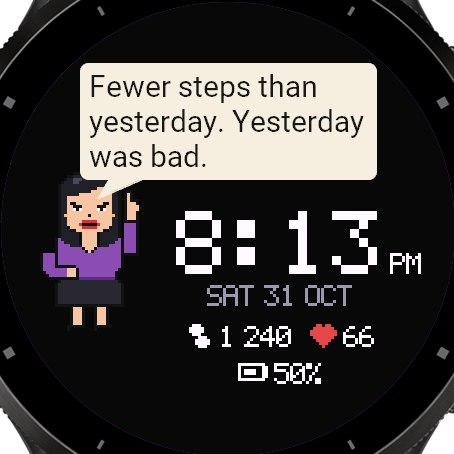 Fewer steps than
yesterday. Yesterday
was bad.
8:13 PM
SAT 31 OCT
1 240 66
50%